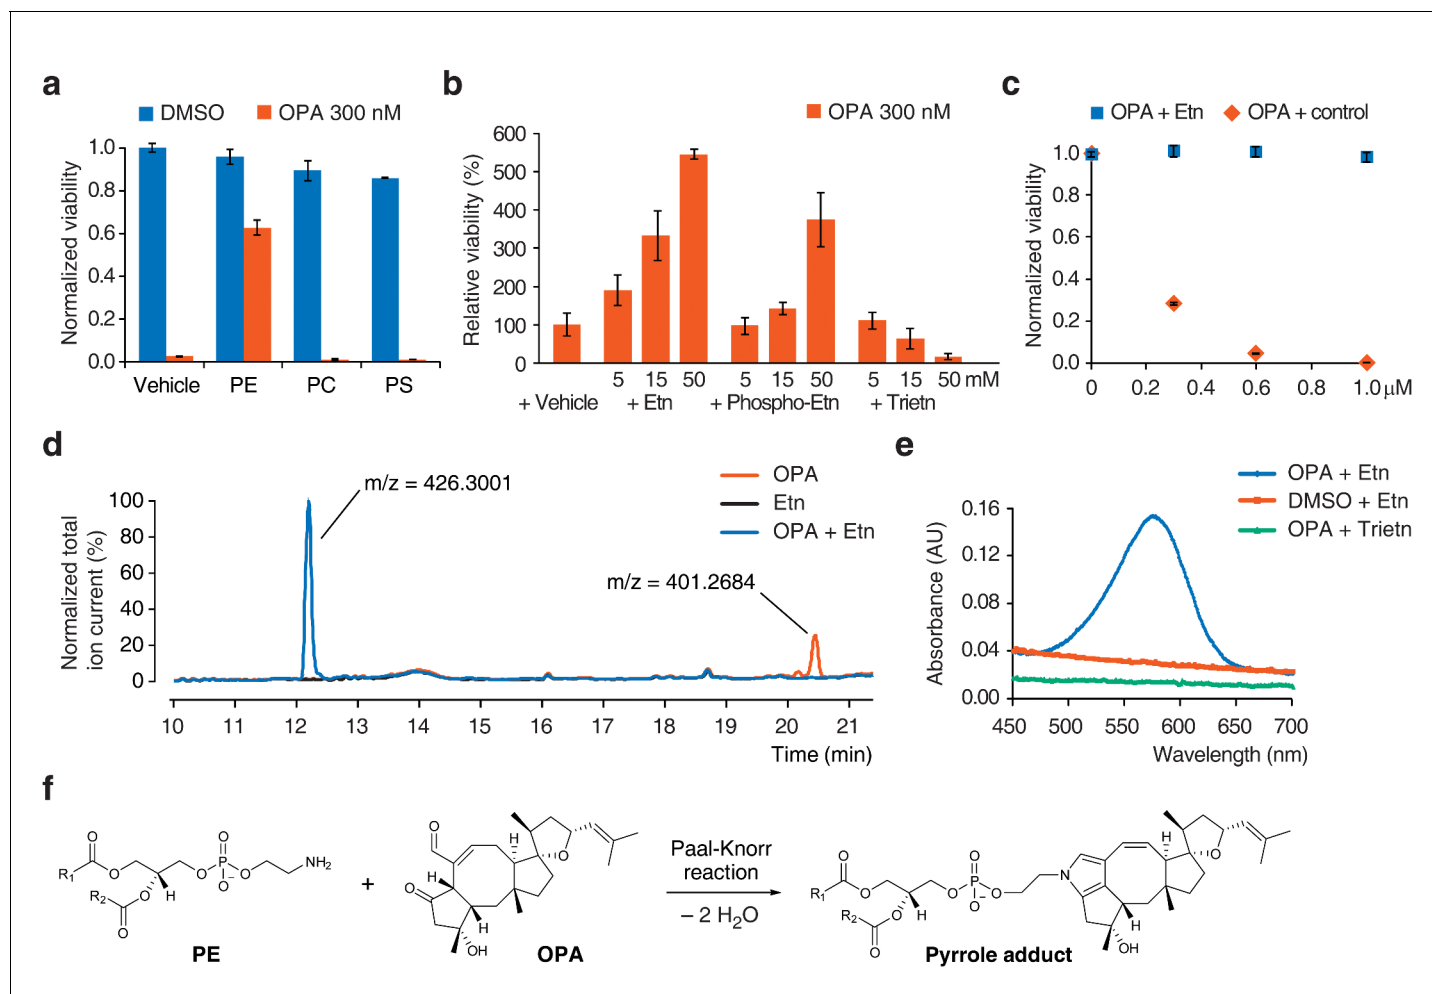 a
DMSO OPA 300 nM
Normalized viability
1.0
0.8
0.6
0.4
0.2
0.0
Vehicle PE PC PS
b
OPA 300 nM
Relative viability (%)
600
500
400
300
200
100
0
5 15 50 5 15 50 5 15 50 mM
+ Vehicle + Etn + Phospho-Etn + Trietn
c
OPA + Etn OPA + control
Normalized viability
1.0
0.8
0.6
0.4
0.2
0.0
0 0.2 0.4 0.6 0.8 1.0 µM
d
OPA
Etn
OPA + Etn
m/z = 426.3001
m/z = 401.2684
Normalized total
ion current (%)
100
80
60
40
20
0
10 11 12 13 14 15 16 17 18 19 20 21
Time (min)
e
OPA + Etn
DMSO + Etn
OPA + Trietn
Absorbance (AU)
0.16
0.12
0.08
0.04
0.00
450 500 550 600 650 700
Wavelength (nm)
f
O
R1 O O P O NH2
O
O−
R2 O H
O
PE
+
O
H
O
H
O
H
OH
OPA
Paal-Knorr
reaction
– 2 H2O
O
R1 O O P O N
O
O−
R2 O H
O
H
O
H
OH
Pyrrole adduct